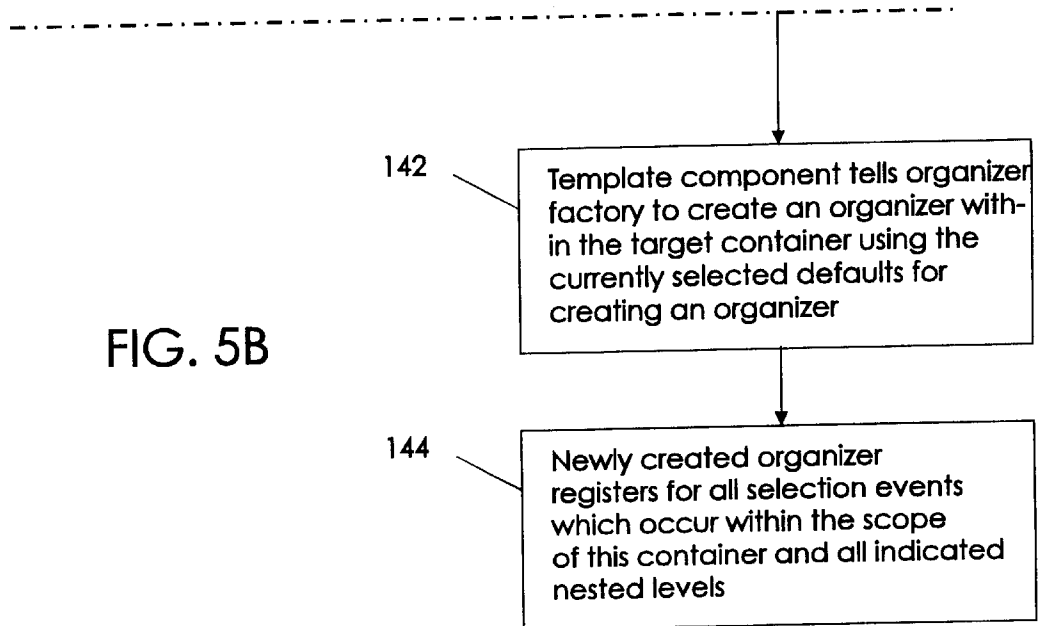 142
Template component tells organizer
factory to create an organizer with-
in the target container using the
currently selected defaults for
creating an organizer
FIG. 5B
144
Newly created organizer
registers for all selection events
which occur within the scope
of this container and all indicated
nested levels